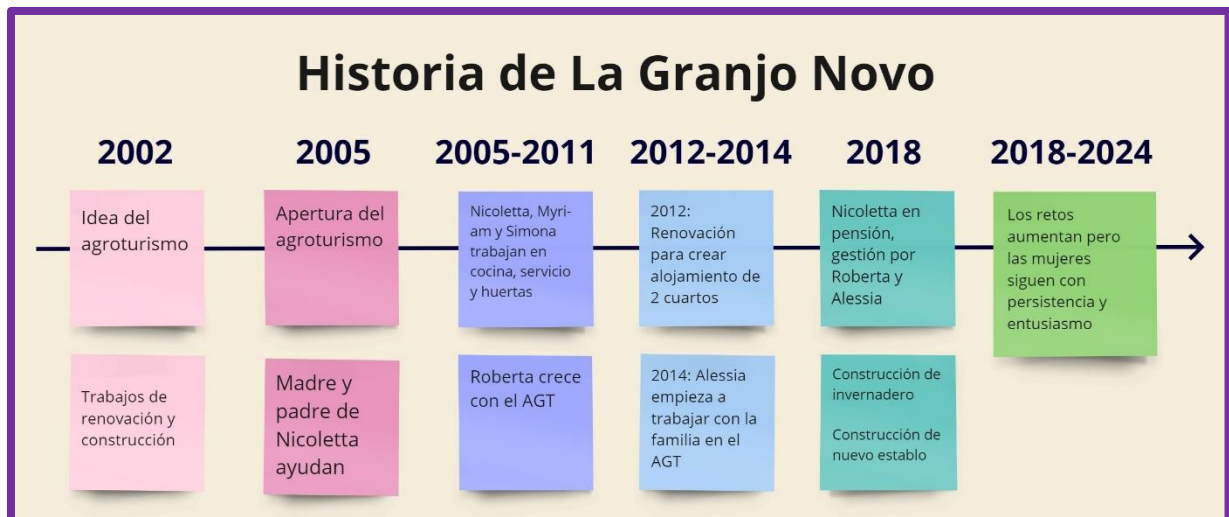 Historia de La Granjo Novo
2002
2005
2005-2011
2012-2014
2018
2018-2024
Idea del
agroturismo
Apertura del
agroturismo
Nicoletta, Myri-
am y Simona
trabajan en
cocina, servicio
y huertas
2012:
Renovación
para crear
alojamiento de
2 cuartos
Nicoletta en
pensión,
gestión por
Roberta y
Alessia
Los retos
aumentan pero
las mujeres
siguen con
persistencia y
entusiasmo
Trabajos de
renovación y
construcción
Madre y
padre de
Nicoletta
ayudan
Roberta crece
con el AGT
2014: Alessia
empieza a
trabajar con la
familia en el
AGT
Construcción de
invernadero
Construcción de
nuevo establo